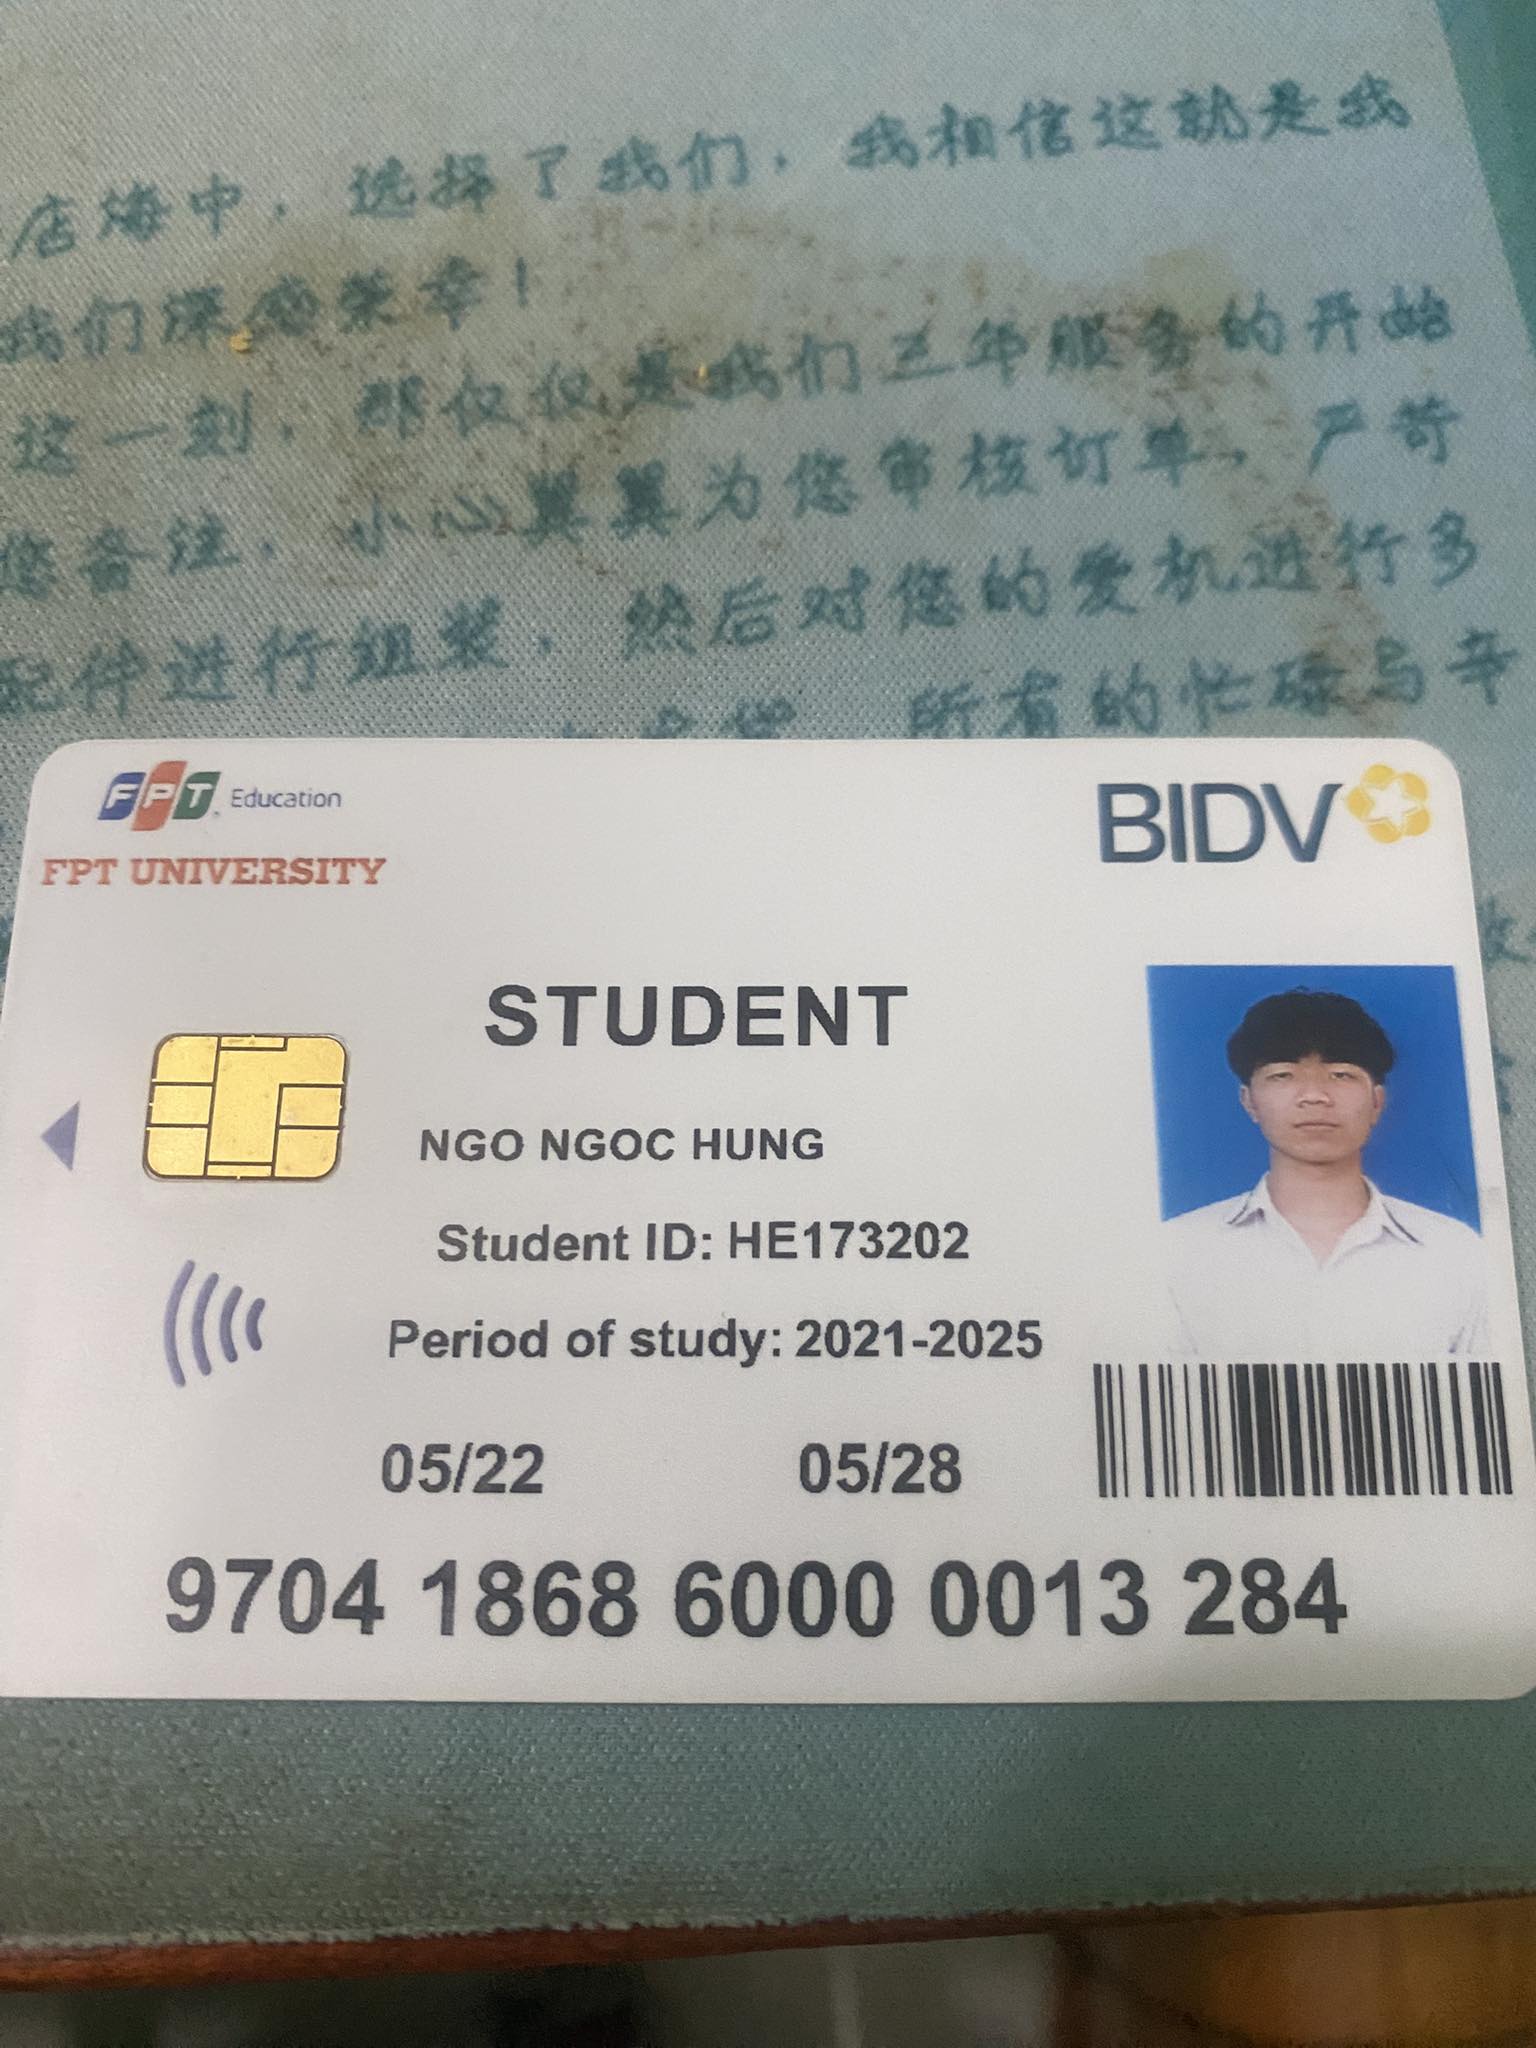 店海中，选择了我们，我相信这就是我
我们深感荣幸！
这一刻，那仅仅是我们三年服务的开始
您备注，小心翼翼为您审核订单，严苛
配件进行组装，然后对您的爱机进行多
所有的忙碌与辛
FPT Education
BIDV
FPT UNIVERSITY
STUDENT
NGO NGOC HUNG
Student ID: HE173202
Period of study: 2021-2025
05/22 05/28
9704 1868 6000 0013 284